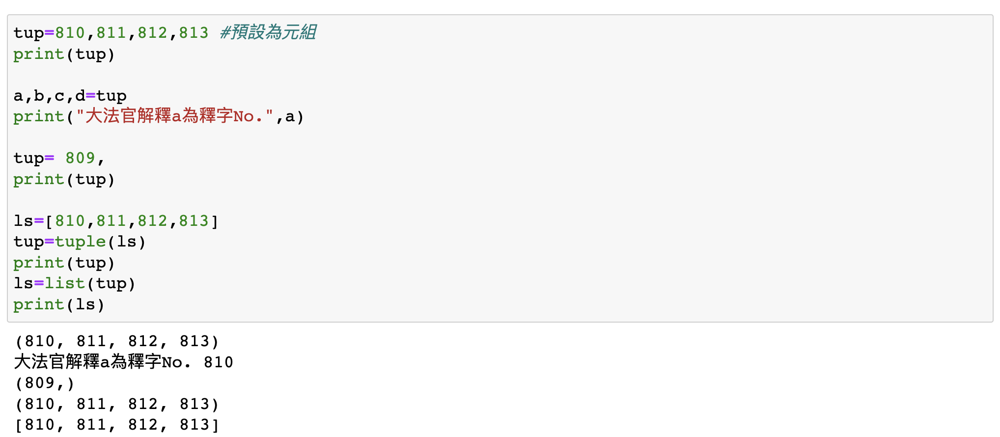 tup=810,811,812,813 #預設為元組
print(tup)
a,b,c,d=tup
print("大法官解釋a為釋字No.",a)
tup= 809,
print(tup)
ls=[810,811,812,813]
tup=tuple(ls)
print(tup)
ls=list(tup)
print(ls)
(810, 811, 812, 813)
大法官解釋a為釋字No. 810
(809,)
(810, 811, 812, 813)
[810, 811, 812, 813]